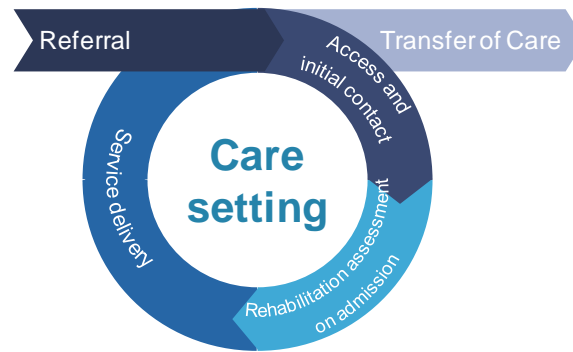 Referral
Transfer of Care
Access and
initial contact
Rehabilitation assessment
on admission
Service delivery
Care
setting